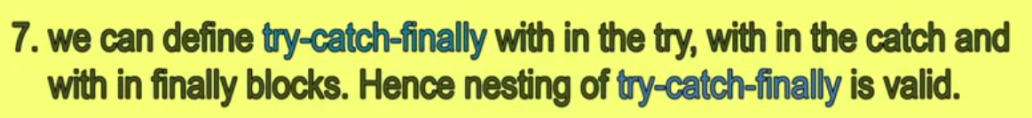 7. we can define try-catch-finally with in the try, with in the catch and
with in finally blocks. Hence nesting of try-catch-finally is valid.